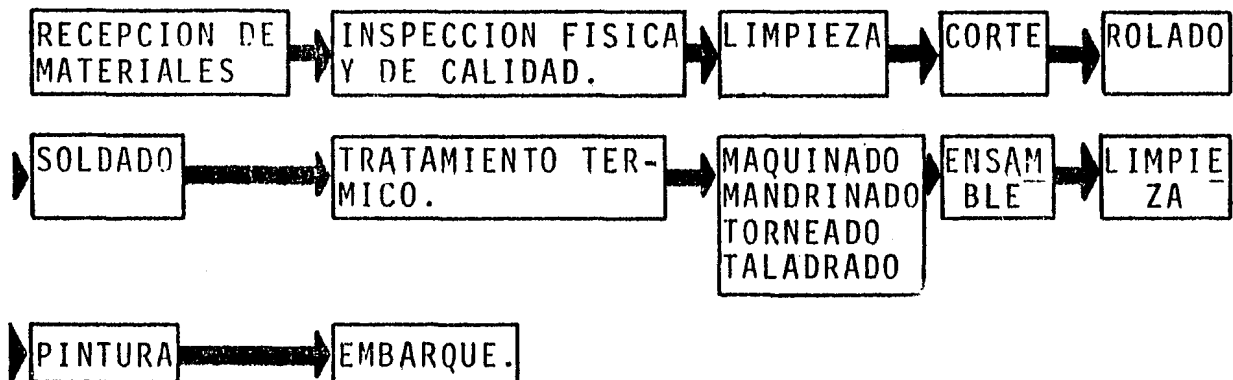 RECEPCION DE
MATERIALES
INSPECCION FISICA
Y DE CALIDAD.
LIMPIEZA
CORTE
ROLADO
SOLDADO
TRATAMIENTO TER-
MICO.
MAQUINADO
MANDRINADO
TORNEADO
TALADRADO
ENSAM
BLE
LIMPIE
ZA
PINTURA
EMBARQUE.